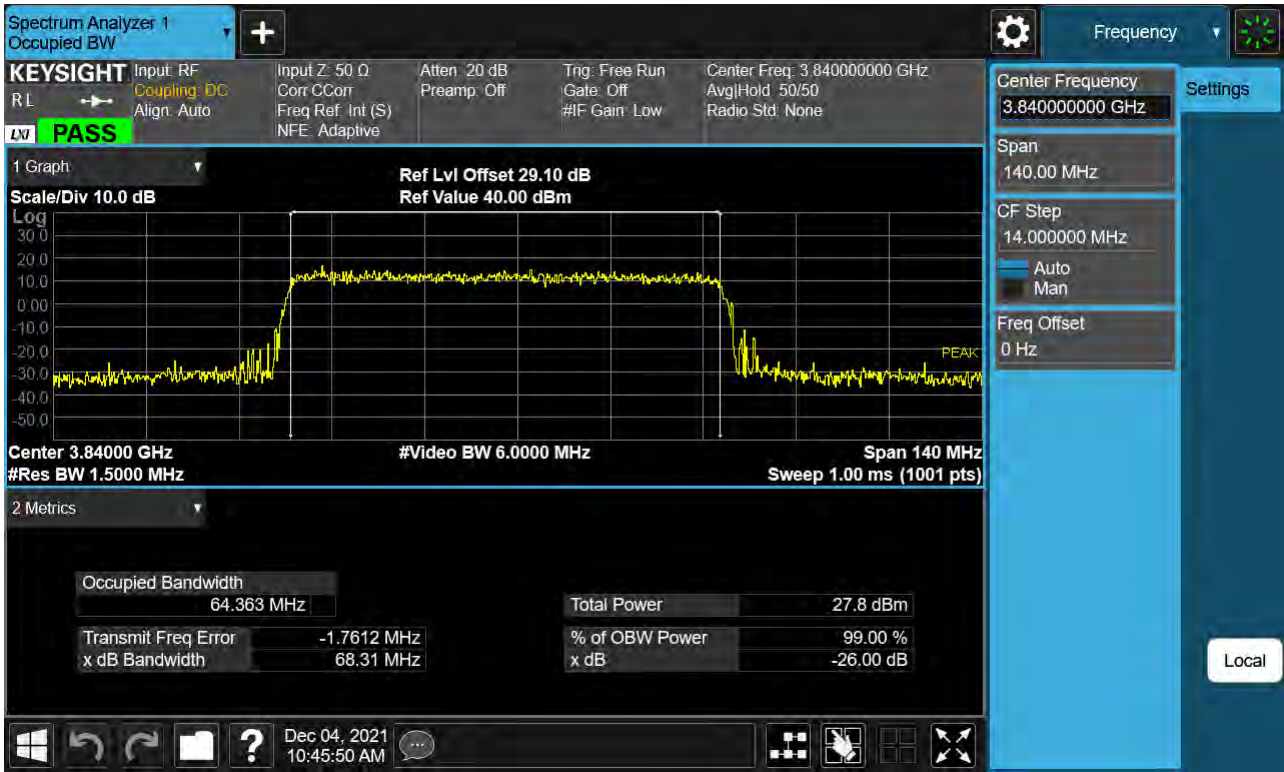 Spectrum Analyzer 1
Occupied BW
+
Frequency
KEYSIGHT
RL
LXI
PASS
Input: RF
Coupling: DC
Align: Auto
Input Z: 50 Ω
Corr CCorr
Freq Ref: Int (S)
NFE: Adaptive
Atten: 20 dB
Preamp: Off
Trig: Free Run
Gate: Off
#IF Gain: Low
Center Freq: 3.840000000 GHz
Avg|Hold: 50/50
Radio Std: None
Center Frequency
3.840000000 GHz
Settings
Span
140.00 MHz
CF Step
14.000000 MHz
Auto
Man
Freq Offset
0 Hz
1 Graph
Scale/Div 10.0 dB
Ref Lvl Offset 29.10 dB
Ref Value 40.00 dBm
Log
30.0
20.0
10.0
0.00
-10.0
-20.0
-30.0
-40.0
-50.0
PEAK
Center 3.84000 GHz
#Video BW 6.0000 MHz
Span 140 MHz
#Res BW 1.5000 MHz
Sweep 1.00 ms (1001 pts)
2 Metrics
Occupied Bandwidth
64.363 MHz
Total Power 27.8 dBm
Transmit Freq Error -1.7612 MHz
% of OBW Power 99.00 %
x dB Bandwidth 68.31 MHz
x dB -26.00 dB
Local
?
Dec 04, 2021
10:45:50 AM